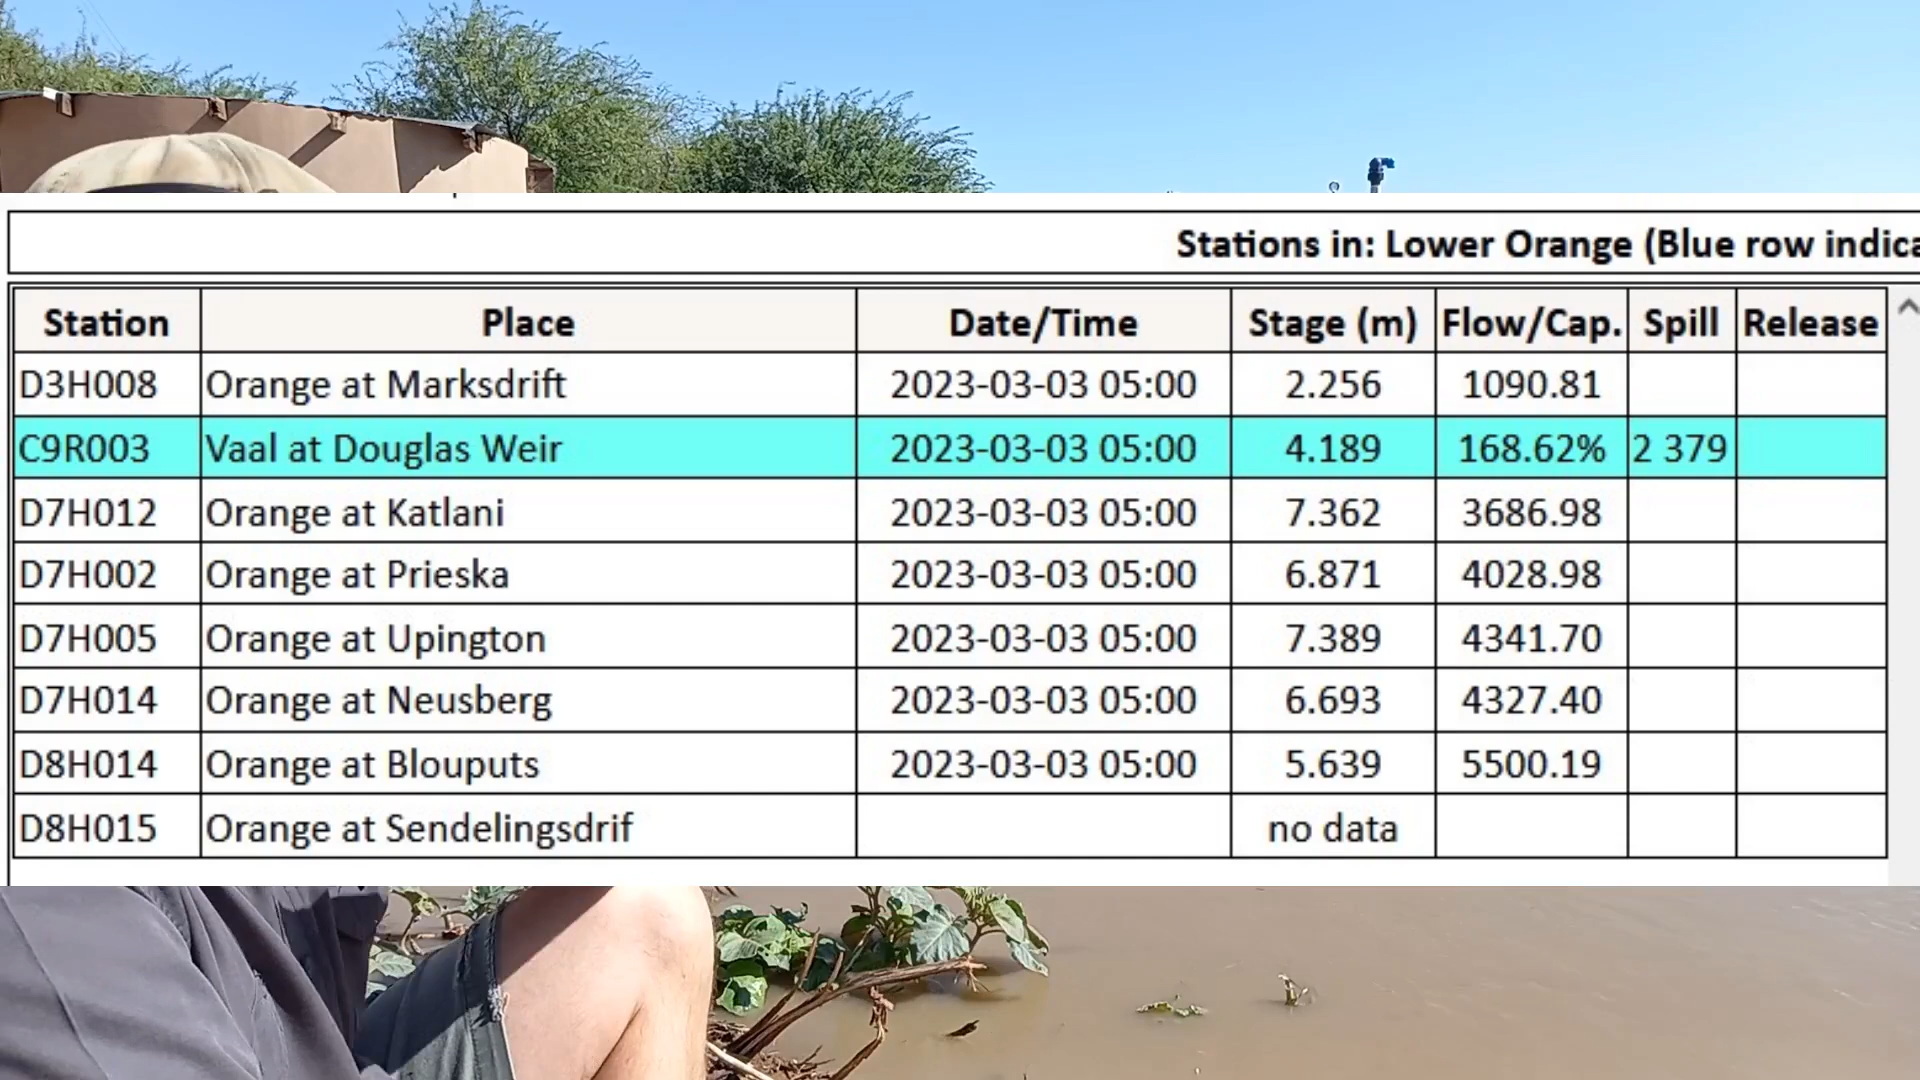 Stations in: Lower Orange (Blue row indica
Station Place Date/Time Stage (m) Flow/Cap. Spill Release
D3H008 Orange at Marksdrift 2023-03-03 05:00 2.256 1090.81
C9R003 Vaal at Douglas Weir 2023-03-03 05:00 4.189 168.62% 2 379
D7H012 Orange at Katlani 2023-03-03 05:00 7.362 3686.98
D7H002 Orange at Prieska 2023-03-03 05:00 6.871 4028.98
D7H005 Orange at Upington 2023-03-03 05:00 7.389 4341.70
D7H014 Orange at Neusberg 2023-03-03 05:00 6.693 4327.40
D8H014 Orange at Blouputs 2023-03-03 05:00 5.639 5500.19
D8H015 Orange at Sendelingsdrif no data